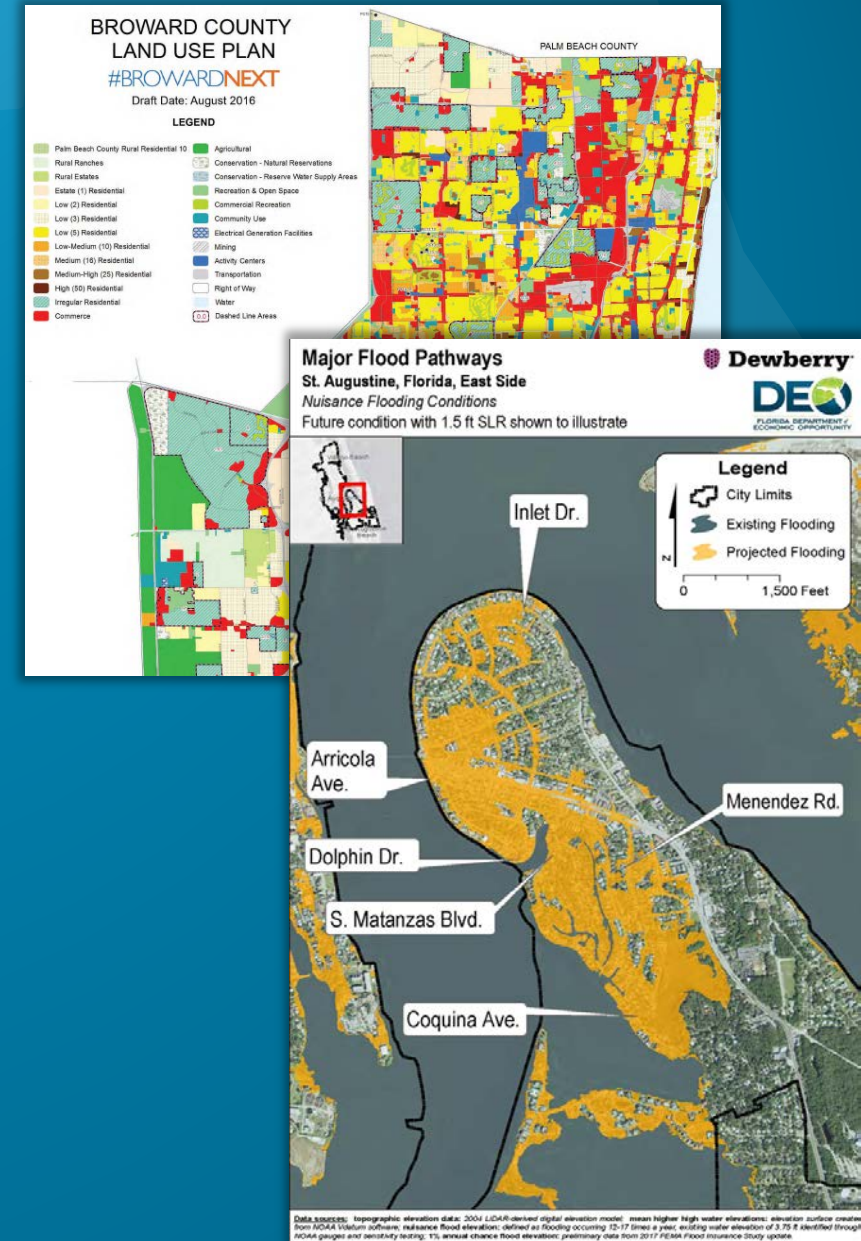 BROWARD COUNTY
LAND USE PLAN
#BROWARDNEXT
Draft Date: August 2016
LEGEND
Palm Beach County Rural Residential 10
Rural Ranches
Rural Estates
Estate (1) Residential
Low (2) Residential
Low (3) Residential
Low (5) Residential
Low-Medium (10) Residential
Medium (16) Residential
Medium-High (25) Residential
High (50) Residential
Irregular Residential
Commerce
Agricultural
Conservation - Natural Reservations
Conservation - Reserve Water Supply Areas
Recreation & Open Space
Commercial Recreation
Community Use
Electrical Generation Facilities
Mining
Activity Centers
Transportation
Right of Way
Water
0.0 Dashed Line Areas
PALM BEACH COUNTY
Major Flood Pathways
St. Augustine, Florida, East Side
Nuisance Flooding Conditions
Future condition with 1.5 ft SLR shown to illustrate
Dewberry
DEO
FLORIDA DEPARTMENT of
ECONOMIC OPPORTUNITY
Legend
City Limits
Existing Flooding
Projected Flooding
N
0 1,500 Feet
Beach
Inlet Dr.
Arricola
Ave.
Menendez Rd.
Dolphin Dr.
S. Matanzas Blvd.
Coquina Ave.
Data sources: topographic elevation data: 2004 LiDAR-derived digital elevation model; mean higher high water elevations: elevation surface created
from NOAA Vdatum software; nuisance flood elevation: defined as flooding occurring 12-17 times a year, existing water elevation of 3.75 ft identified through
NOAA gauges and sensitivity testing; 1% annual chance flood elevation: preliminary data from 2017 FEMA Flood Insurance Study update.